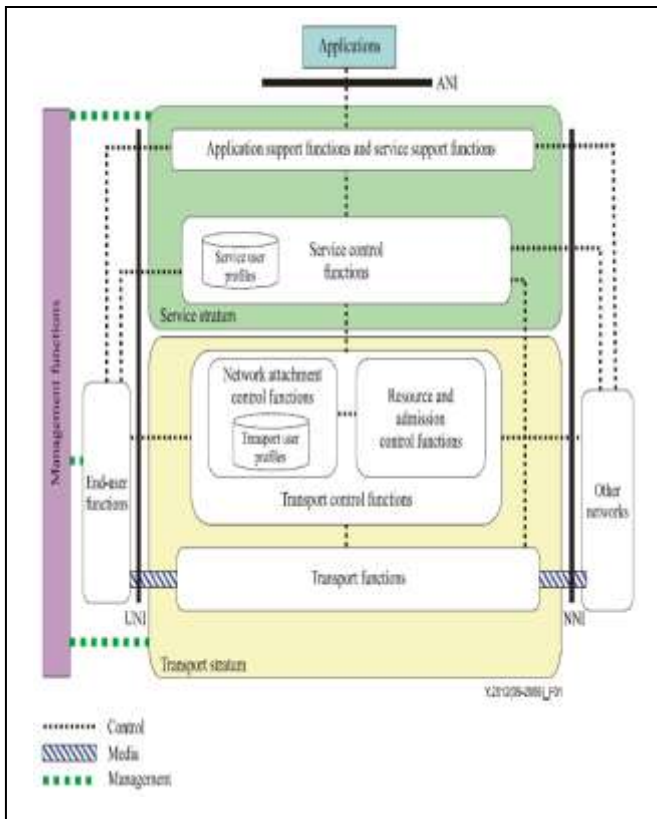 Applications
ANI
Application support functions and service support functions
Service user
profiles
Service control
functions
Service stratum
Management functions
Network attachment
control functions
Transport user
profiles
Resource and
admission
control functions
Transport control functions
End-user
functions
Other
networks
Transport functions
UNI
NNI
Transport stratum
Control
Media
Management